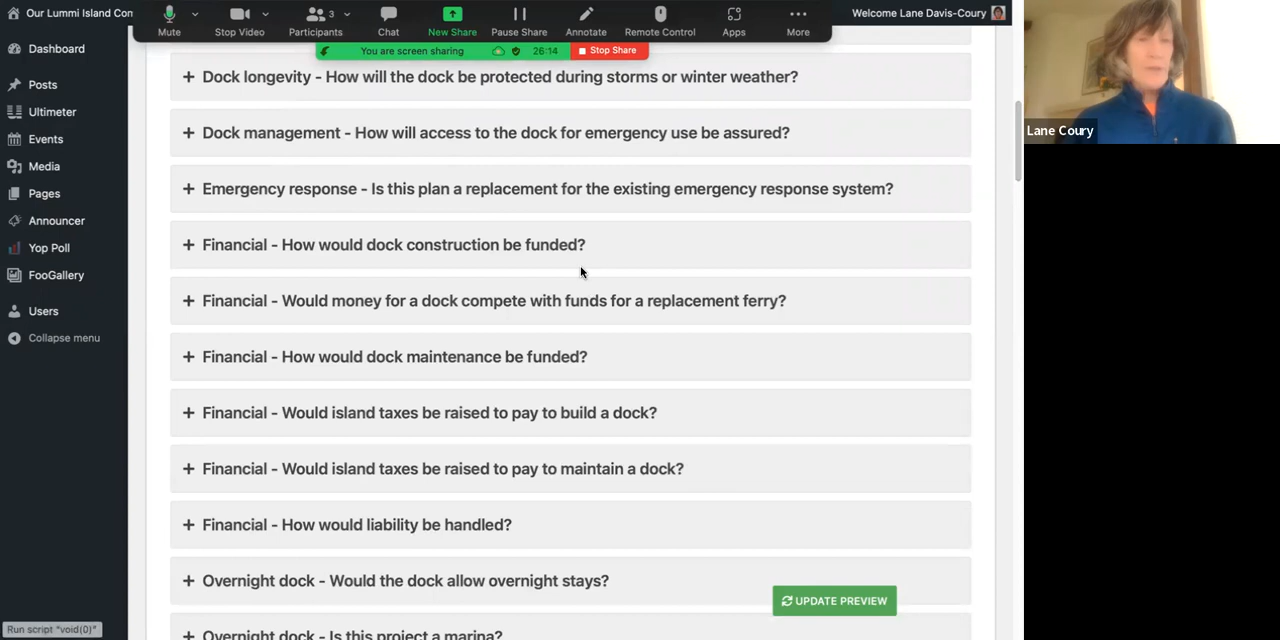 Our Lummi Island Com
Welcome Lane Davis-Coury
Mute
Stop Video
Participants
3
Chat
New Share
Pause Share
Annotate
Remote Control
Apps
More
You are screen sharing
26:14
Stop Share
Dashboard
Posts
Ultimeter
Events
Media
Pages
Announcer
Yop Poll
FooGallery
Users
Collapse menu
Run script "void(0)"
+ Dock longevity - How will the dock be protected during storms or winter weather?
+ Dock management - How will access to the dock for emergency use be assured?
+ Emergency response - Is this plan a replacement for the existing emergency response system?
+ Financial - How would dock construction be funded?
+ Financial - Would money for a dock compete with funds for a replacement ferry?
+ Financial - How would dock maintenance be funded?
+ Financial - Would island taxes be raised to pay to build a dock?
+ Financial - Would island taxes be raised to pay to maintain a dock?
+ Financial - How would liability be handled?
+ Overnight dock - Would the dock allow overnight stays?
UPDATE PREVIEW
+ Overnight dock - Is this project a marina?
Lane Coury